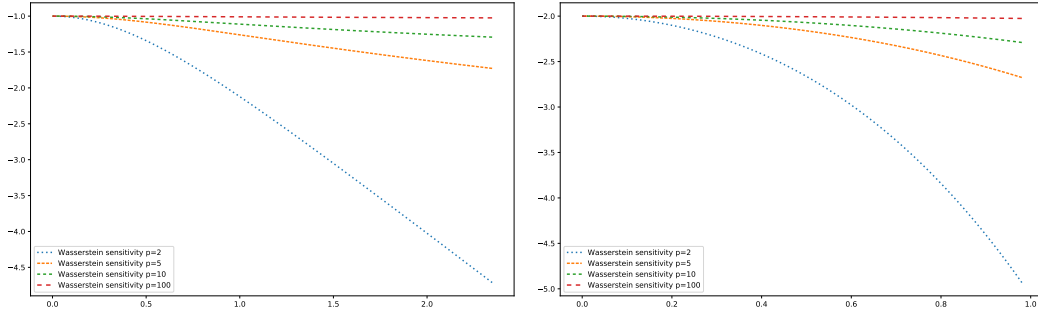 −1.0
−1.5
−2.0
−2.5
−3.0
−3.5
−4.0
−4.5
Wasserstein sensitivity p=2
Wasserstein sensitivity p=5
Wasserstein sensitivity p=10
Wasserstein sensitivity p=100
0.0 0.5 1.0 1.5 2.0
−2.0
−2.5
−3.0
−3.5
−4.0
−4.5
−5.0
Wasserstein sensitivity p=2
Wasserstein sensitivity p=5
Wasserstein sensitivity p=10
Wasserstein sensitivity p=100
0.0 0.2 0.4 0.6 0.8 1.0